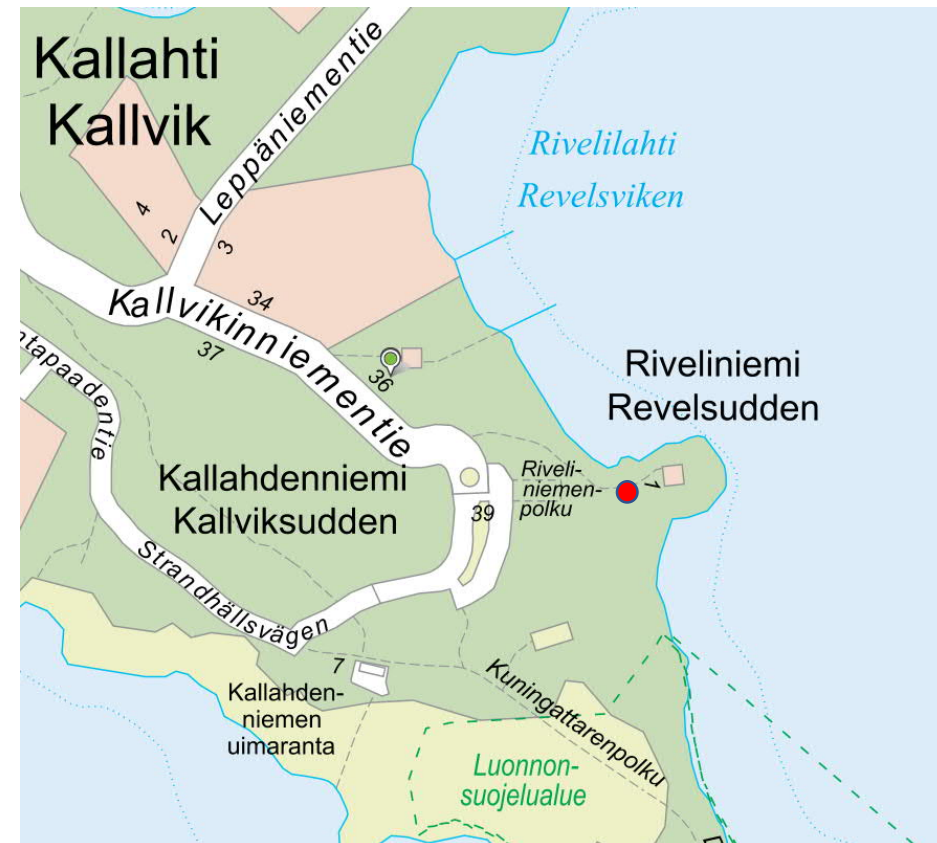 Kallahti
Kallvik
Leppäniementie
Rivelilahti
Revelsviken
4
2
3
34
Kallvikinniementie
37
36
Riveliniemi
Revelsudden
Riveli-
niemen-
polku
7
39
Kallahdenniemi
Kallviksudden
Strandhällsvägen
7
Kallahden-
niemen
uimaranta
Kuningattarenpolku
Luonnon-
suojelualue